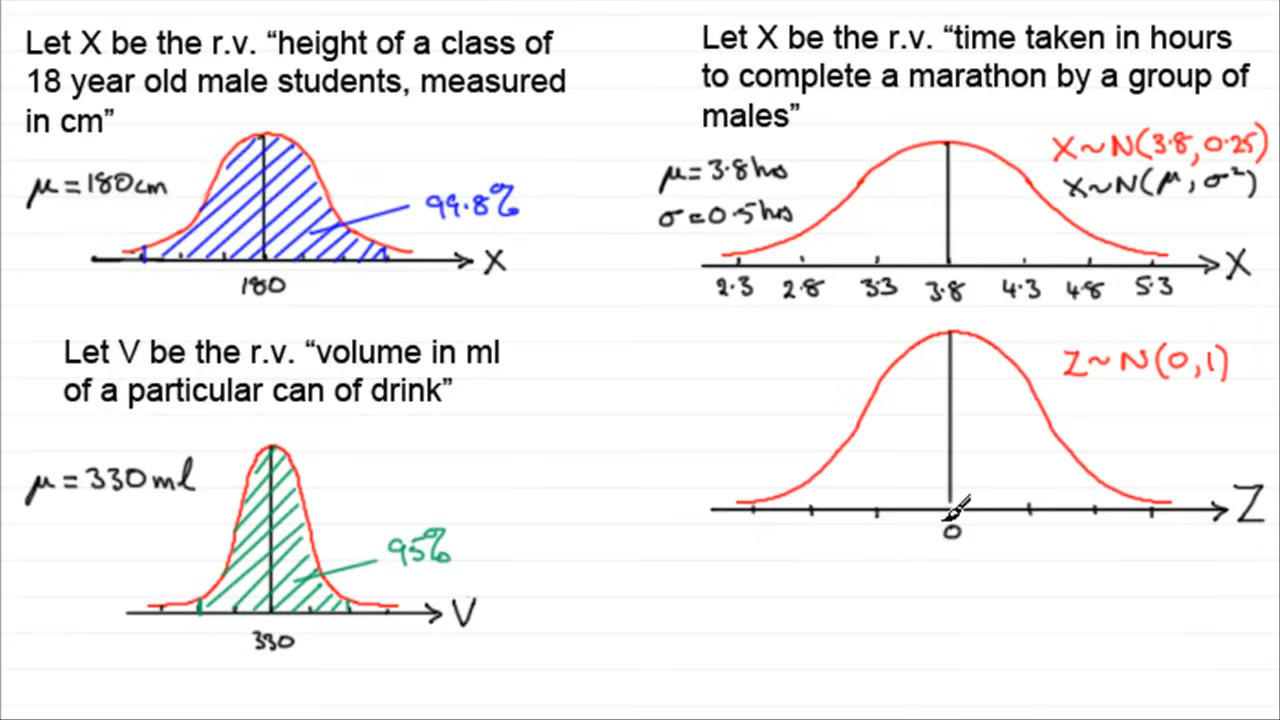 Let X be the r.v. “height of a class of
18 year old male students, measured
in cm”
μ = 180cm
99.8%
X
180
Let V be the r.v. “volume in ml
of a particular can of drink”
μ = 330ml
95%
V
330
Let X be the r.v. “time taken in hours
to complete a marathon by a group of
males”
μ = 3.8hrs
σ = 0.5hrs
X~N(3.8, 0.25)
X~N(μ, σ²)
X
2.3 2.8 3.3 3.8 4.3 4.8 5.3
Z~N(0,1)
Z
0